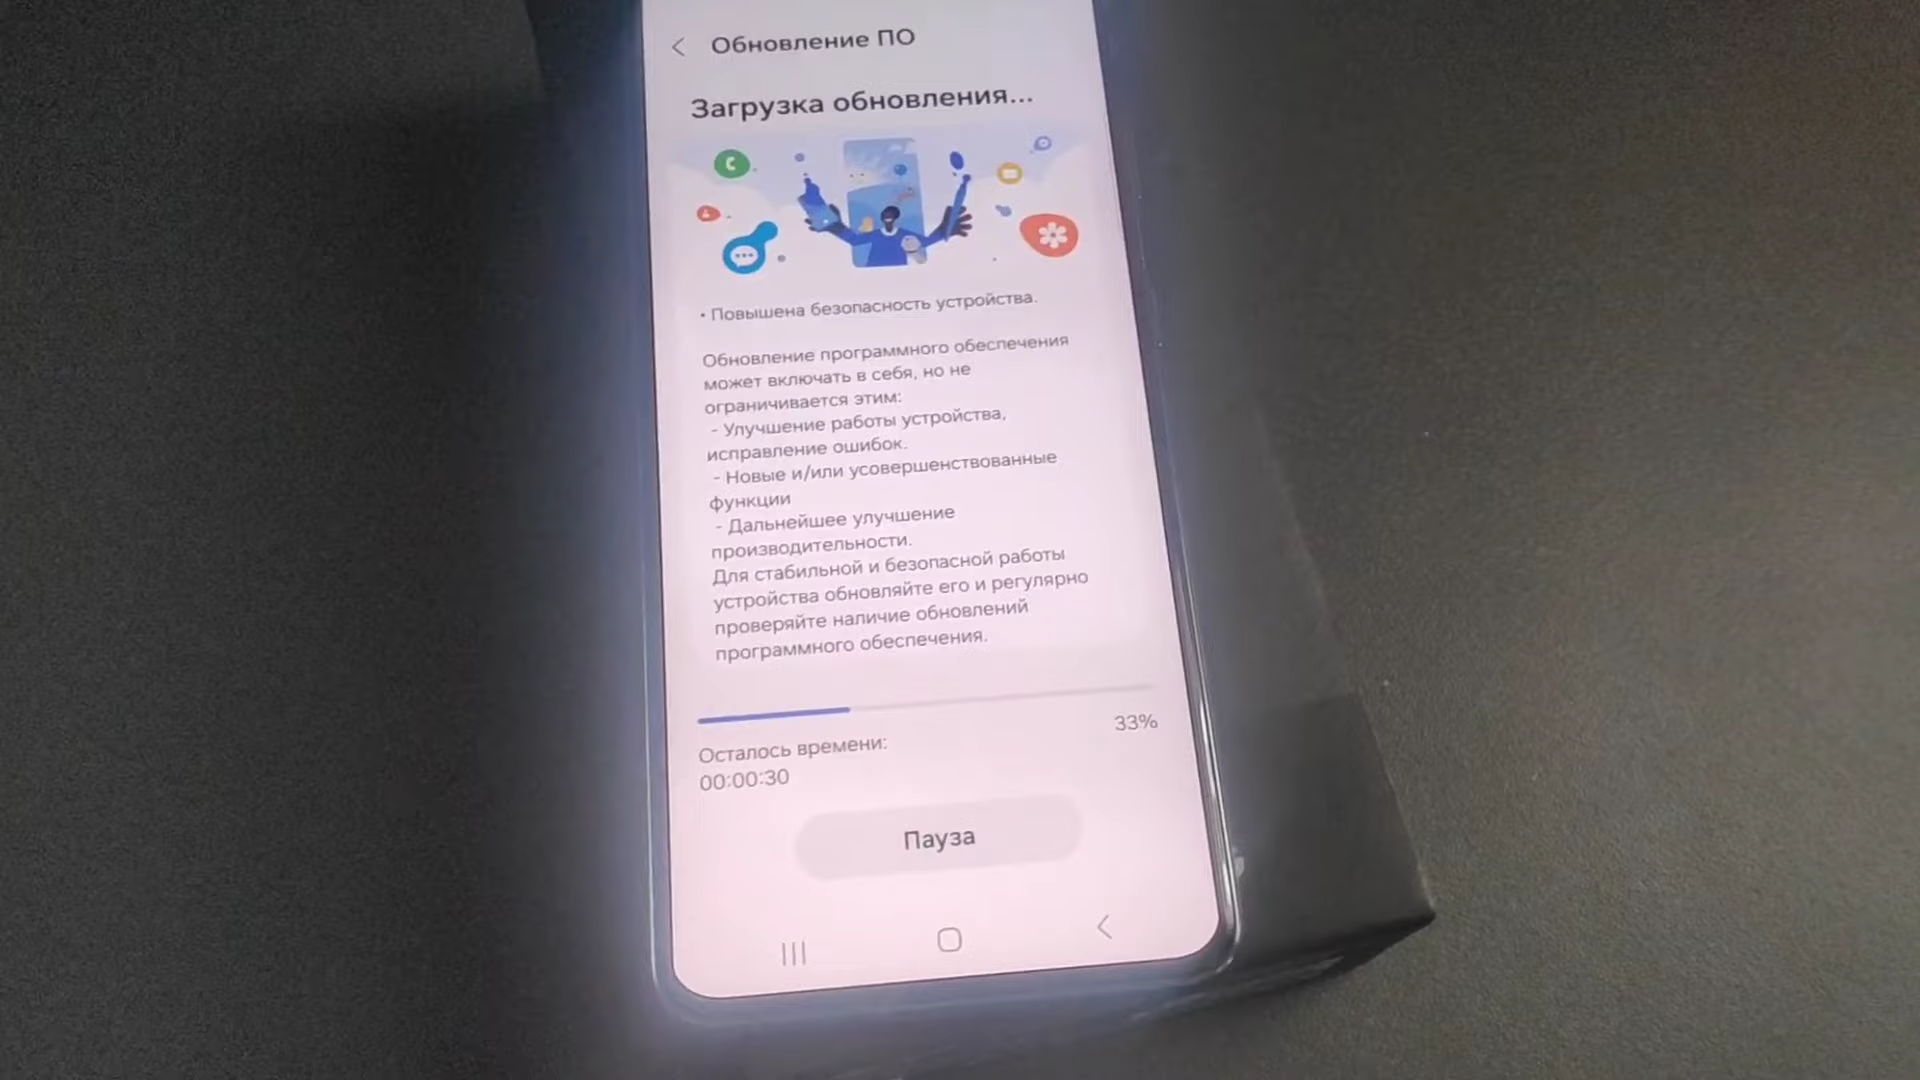 Обновление ПО
Загрузка обновления...
• Повышена безопасность устройства.
Обновление программного обеспечения
может включать в себя, но не
ограничивается этим:
- Улучшение работы устройства,
исправление ошибок.
- Новые и/или усовершенствованные
функции
- Дальнейшее улучшение
производительности.
Для стабильной и безопасной работы
устройства обновляйте его и регулярно
проверяйте наличие обновлений
программного обеспечения.
33%
Осталось времени:
00:00:30
Пауза